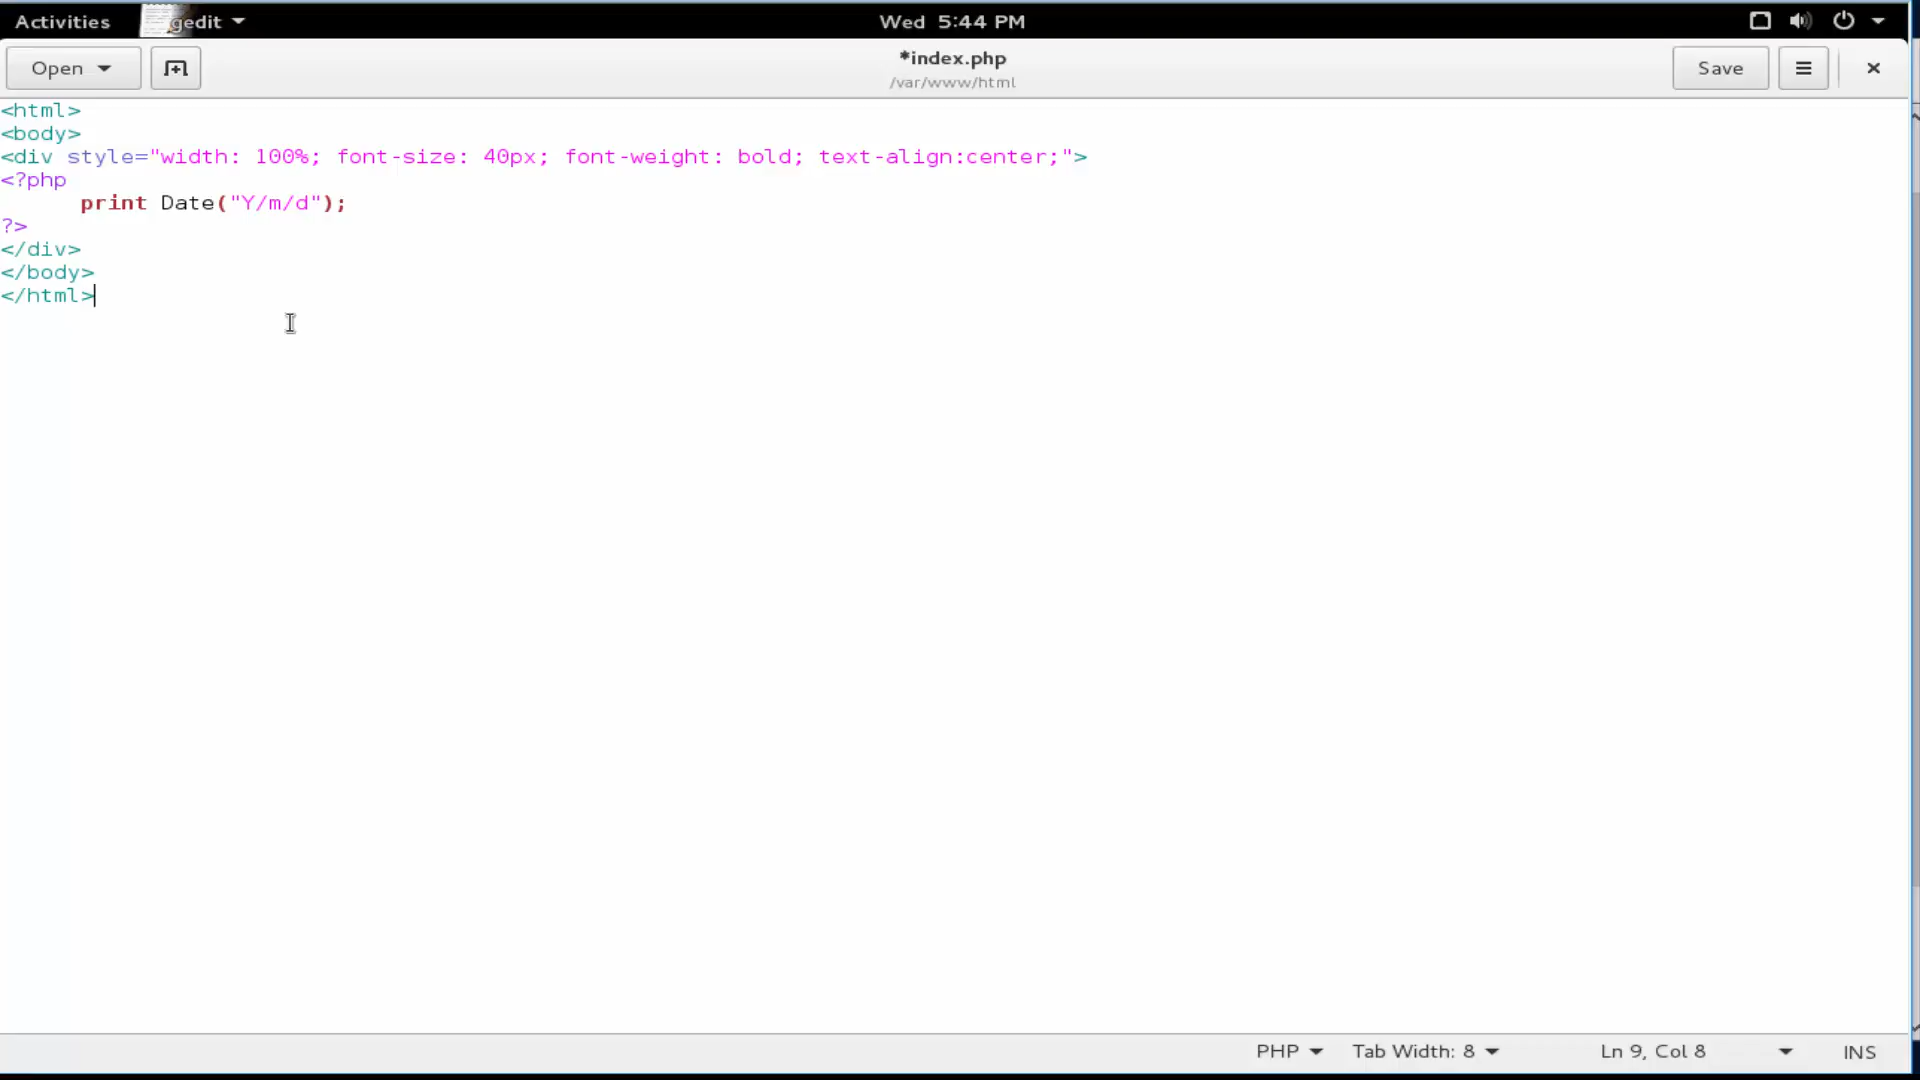 Activities gedit Wed 5:44 PM
Open *index.php Save
/var/www/html
<html>
<body>
<div style="width: 100%; font-size: 40px; font-weight: bold; text-align:center;">
<?php
print Date("Y/m/d");
?>
</div>
</body>
</html>
PHP Tab Width: 8 Ln 9, Col 8 INS